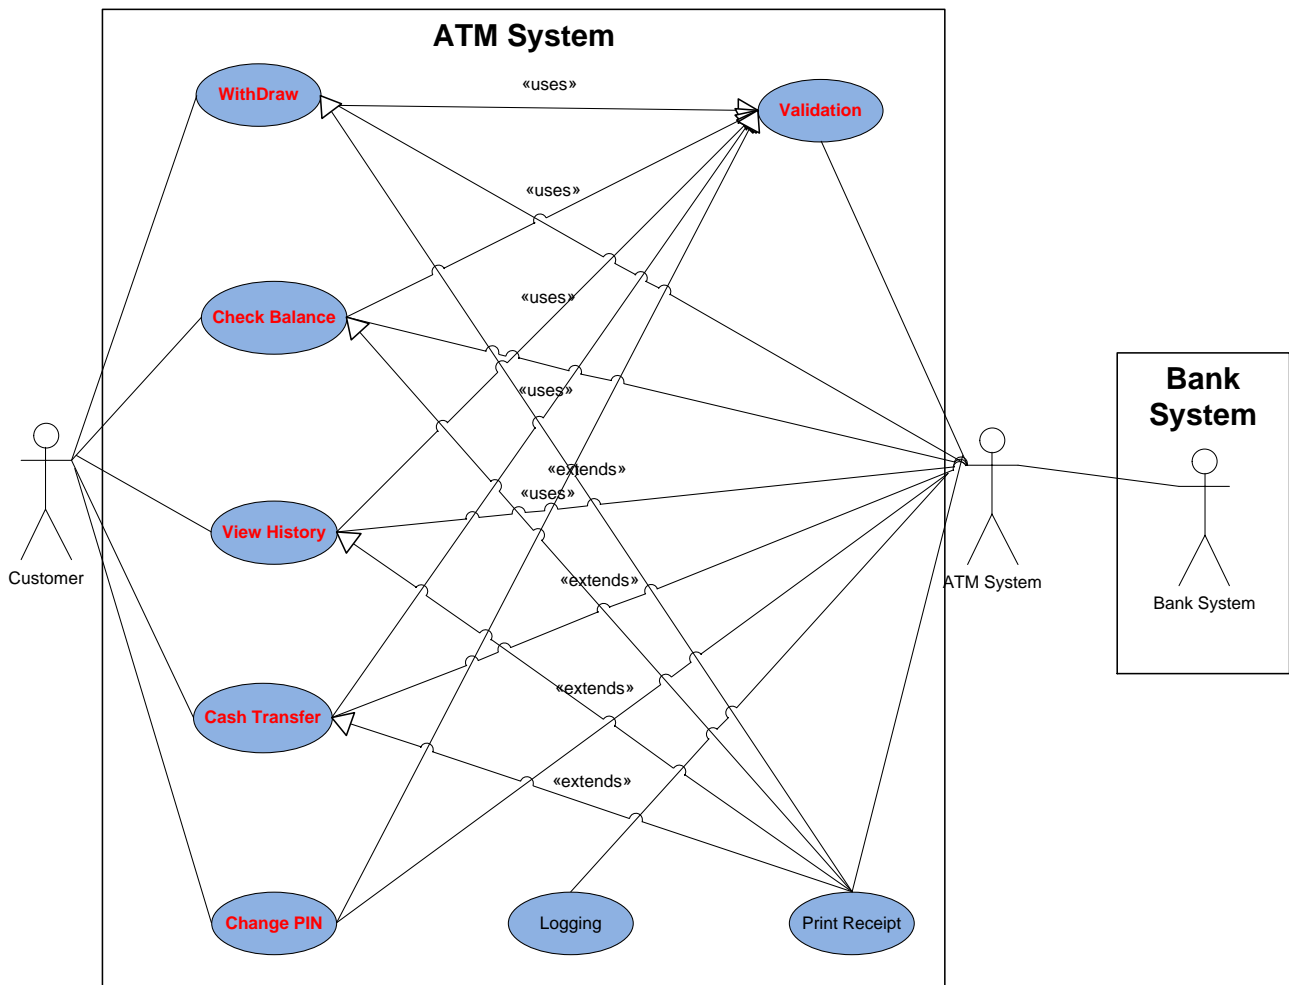 ATM System
WithDraw
«uses»
Validation
«uses»
Check Balance
«uses»
«uses»
Bank
System
«extends»
«uses»
View History
Customer
«extends»
ATM System
Bank System
Cash Transfer
«extends»
«extends»
Change PIN
Logging
Print Receipt